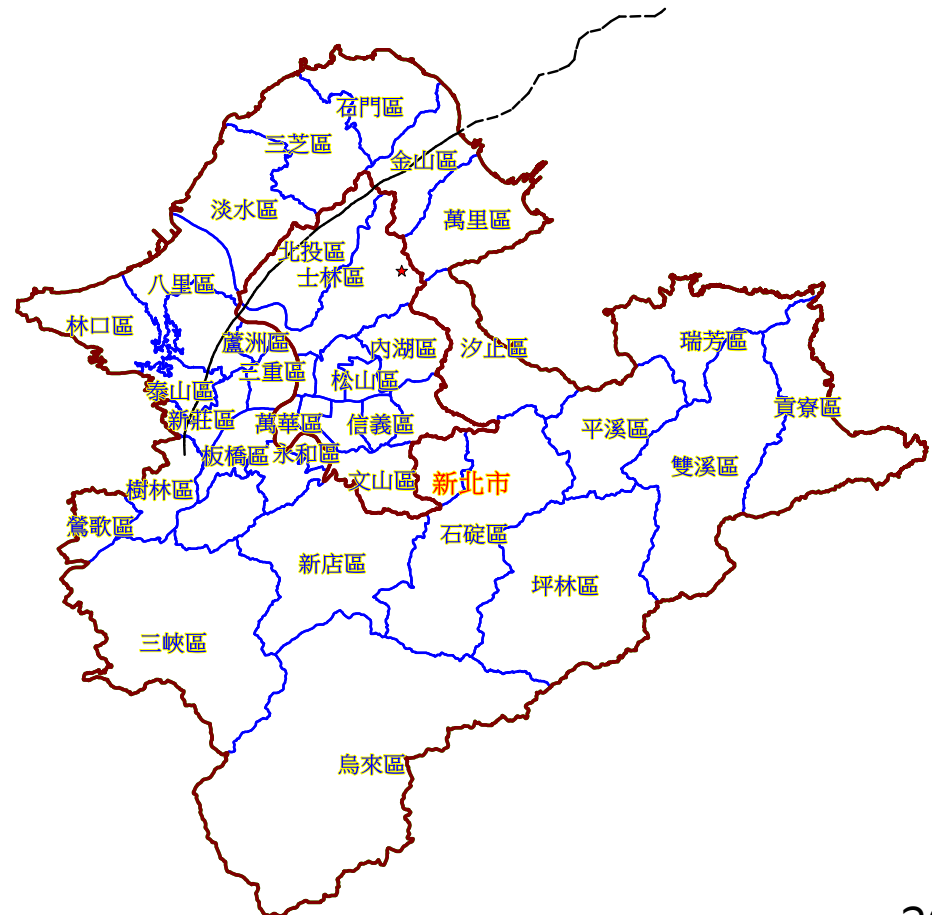 石門區
三芝區
金山區
淡水區
萬里區
北投區
士林區
八里區
林口區
蘆洲區
內湖區
汐止區
瑞芳區
三重區
松山區
泰山區
貢寮區
新莊區
萬華區
信義區
平溪區
板橋區
永和區
雙溪區
文山區
新北市
樹林區
鶯歌區
石碇區
新店區
坪林區
三峽區
烏來區